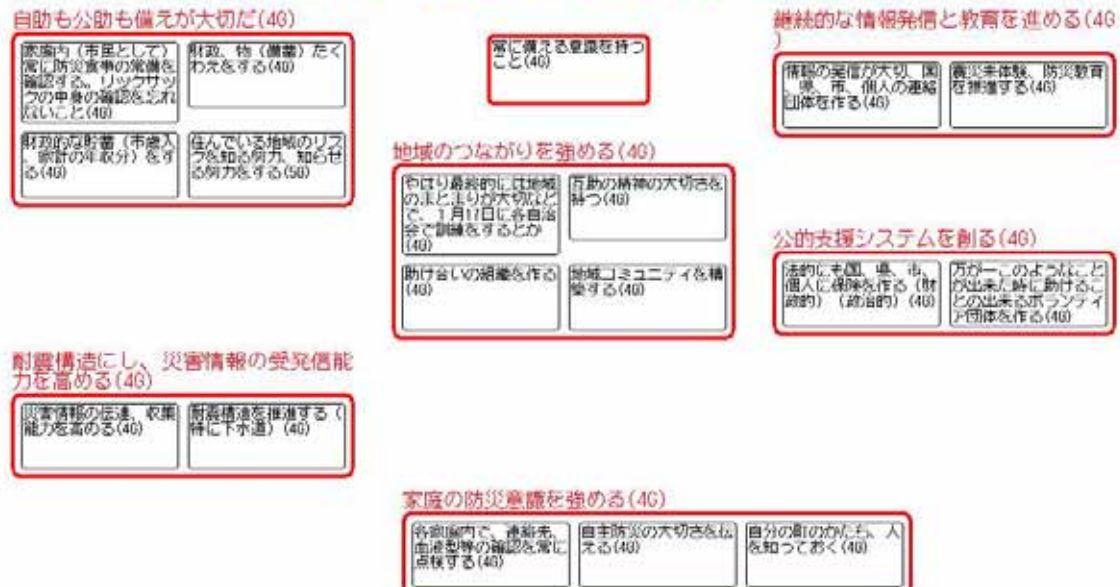 自助も公助も備えが大切だ(4G)
家庭内（市民として）
常に防災食事の常備を
確認する。リックサッ
クの中身の確認を忘れ
ないこと(4G)
財政、物（備蓄）たく
わえをする(4G)
財政的な貯蓄（市歳入
、家計の年収分）をす
る(4G)
住んでいる地域のリス
クを知る努力、知らせ
る努力をする(5G)
常に備える意識を持つ
こと(4G)
継続的な情報発信と教育を進める(4G
)
情報の発信が大切、国
、県、市、個人の連絡
団体を作る(4G)
震災未体験、防災教育
を推進する(4G)
地域のつながりを強める(4G)
やはり最終的には地域
のまとまりが大切など
で、１月17日に各自治
会で訓練をするとか
(4G)
互助の精神の大切さを
持つ(4G)
助け合いの組織を作る
(4G)
地域コミュニティを構
築する(4G)
公的支援システムを創る(4G)
法的にも国、県、市、
個人に保険を作る（財
政的）（政治的）(4G)
万が一このようなこと
が出来た時に助けるこ
との出来るボランティ
ア団体を作る(4G)
耐震構造にし、災害情報の受発信能
力を高める(4G)
災害情報の伝達、収集
能力を高める(4G)
耐震構造を推進する（
特に下水道）(4G)
家庭の防災意識を強める(4G)
各家庭内で、連絡先、
血液型等の確認を常に
点検する(4G)
自主防災の大切さを伝
える(4G)
自分の町のかたち、人
を知っておく(4G)